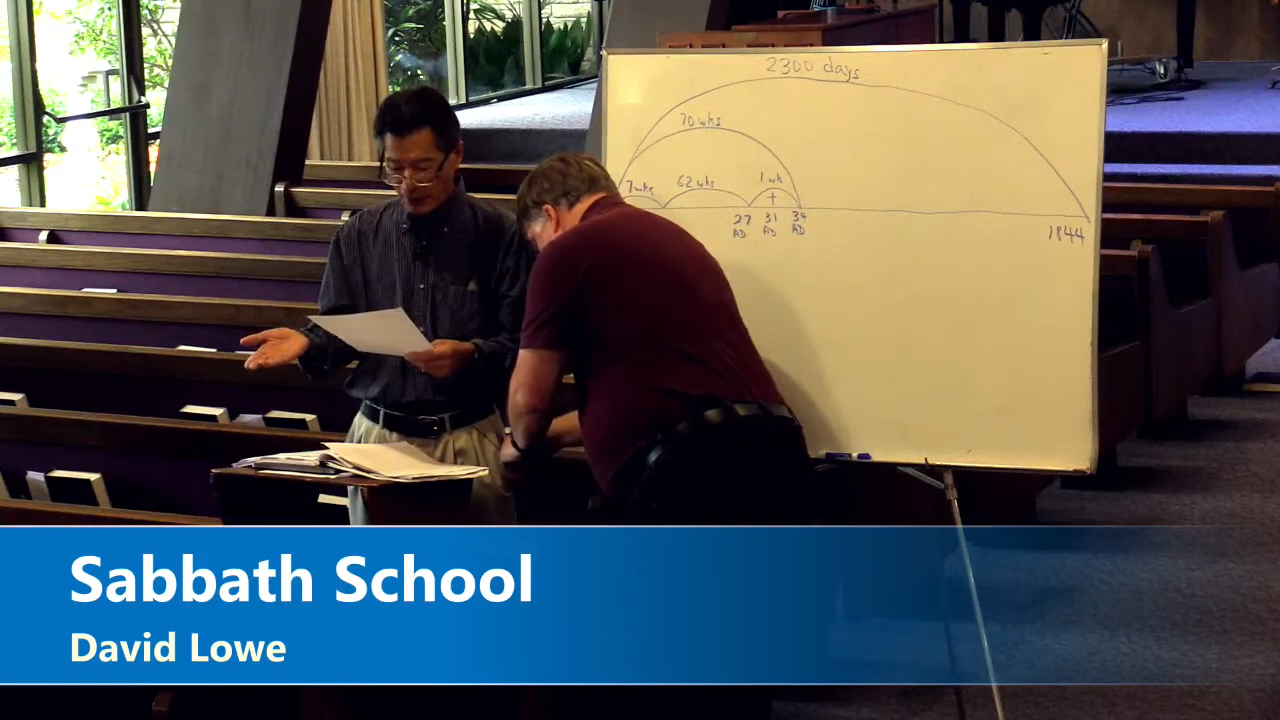 2300 days
70 wks
7 wks 62 wks 1 wk
27 31 34
AD AD AD
1844
Sabbath School
David Lowe